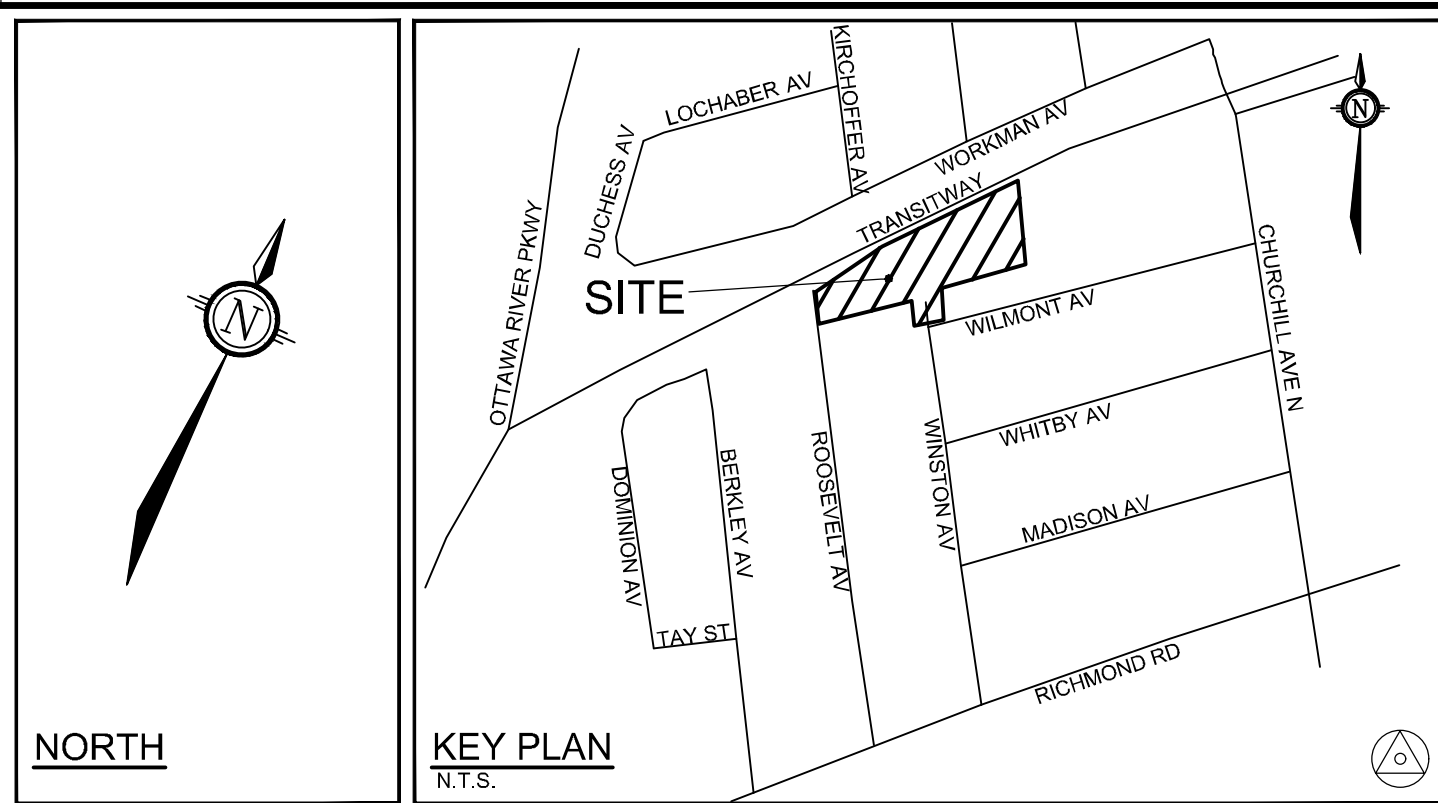 N
NORTH
KIRCHOFFER AV
LOCHABER AV
DUCHESS AV
WORKMAN AV
N
TRANSITWAY
OTTAWA RIVER PKWY
SITE
CHURCHILL AVE N
WILMONT AV
WHITBY AV
ROOSEVELT AV
WINSTON AV
BERKLEY AV
DOMINION AV
MADISON AV
TAY ST
RICHMOND RD
KEY PLAN
N.T.S.